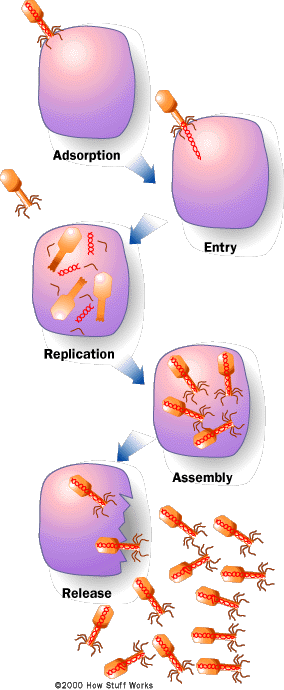 Adsorption
Entry
Replication
Assembly
Release
©2000 How Stuff Works